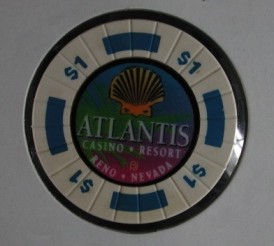 $1
$1
ATLANTIS
CASINO • RESORT
RENO • NEVADA
$1
$1